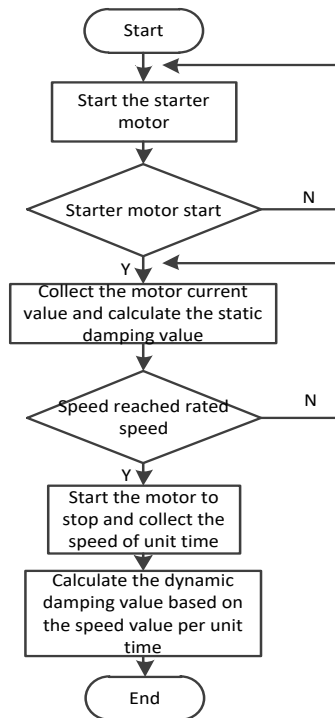 Start
Start the starter
motor
Starter motor start
N
Y
Collect the motor current
value and calculate the static
damping value
Speed reached rated
speed
N
Y
Start the motor to
stop and collect the
speed of unit time
Calculate the dynamic
damping value based on
the speed value per unit
time
End